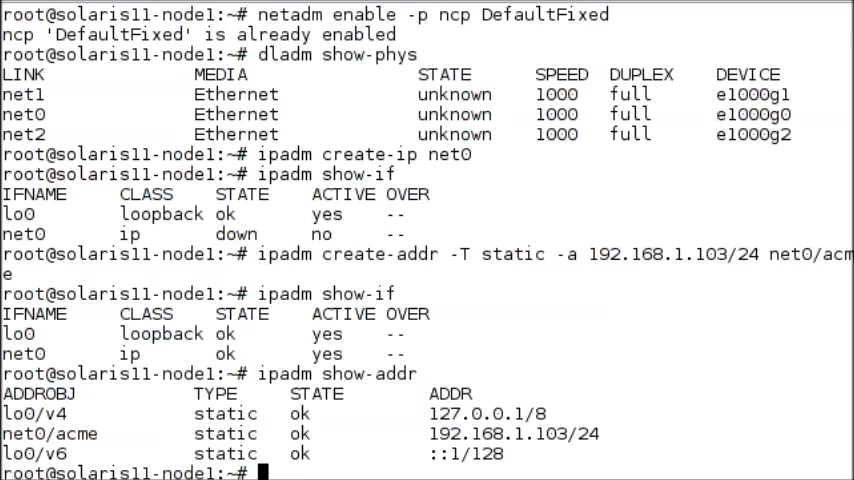 root@solaris11-node1:~# netadm enable -p ncp DefaultFixed
ncp 'DefaultFixed' is already enabled
root@solaris11-node1:~# dladm show-phys
LINK MEDIA STATE SPEED DUPLEX DEVICE
net1 Ethernet unknown 1000 full e1000g1
net0 Ethernet unknown 1000 full e1000g0
net2 Ethernet unknown 1000 full e1000g2
root@solaris11-node1:~# ipadm create-ip net0
root@solaris11-node1:~# ipadm show-if
IFNAME CLASS STATE ACTIVE OVER
lo0 loopback ok yes --
net0 ip down no --
root@solaris11-node1:~# ipadm create-addr -T static -a 192.168.1.103/24 net0/acm
e
root@solaris11-node1:~# ipadm show-if
IFNAME CLASS STATE ACTIVE OVER
lo0 loopback ok yes --
net0 ip ok yes --
root@solaris11-node1:~# ipadm show-addr
ADDROBJ TYPE STATE ADDR
lo0/v4 static ok 127.0.0.1/8
net0/acme static ok 192.168.1.103/24
lo0/v6 static ok ::1/128
root@solaris11-node1:~#